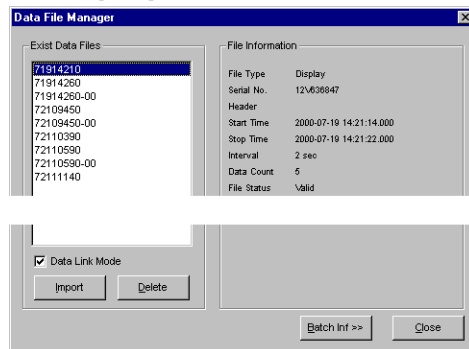 Data File Manager
Exist Data Files
71914210
71914260
71914260-00
72109450
72109450-00
72110390
72110590
72110590-00
72111140
Data Link Mode
Import
Delete
File Information
File Type Display
Serial No. 12V636847
Header
Start Time 2000-07-19 14:21:14.000
Stop Time 2000-07-19 14:21:22.000
Interval 2 sec
Data Count 5
File Status Valid
Batch Inf >>
Close